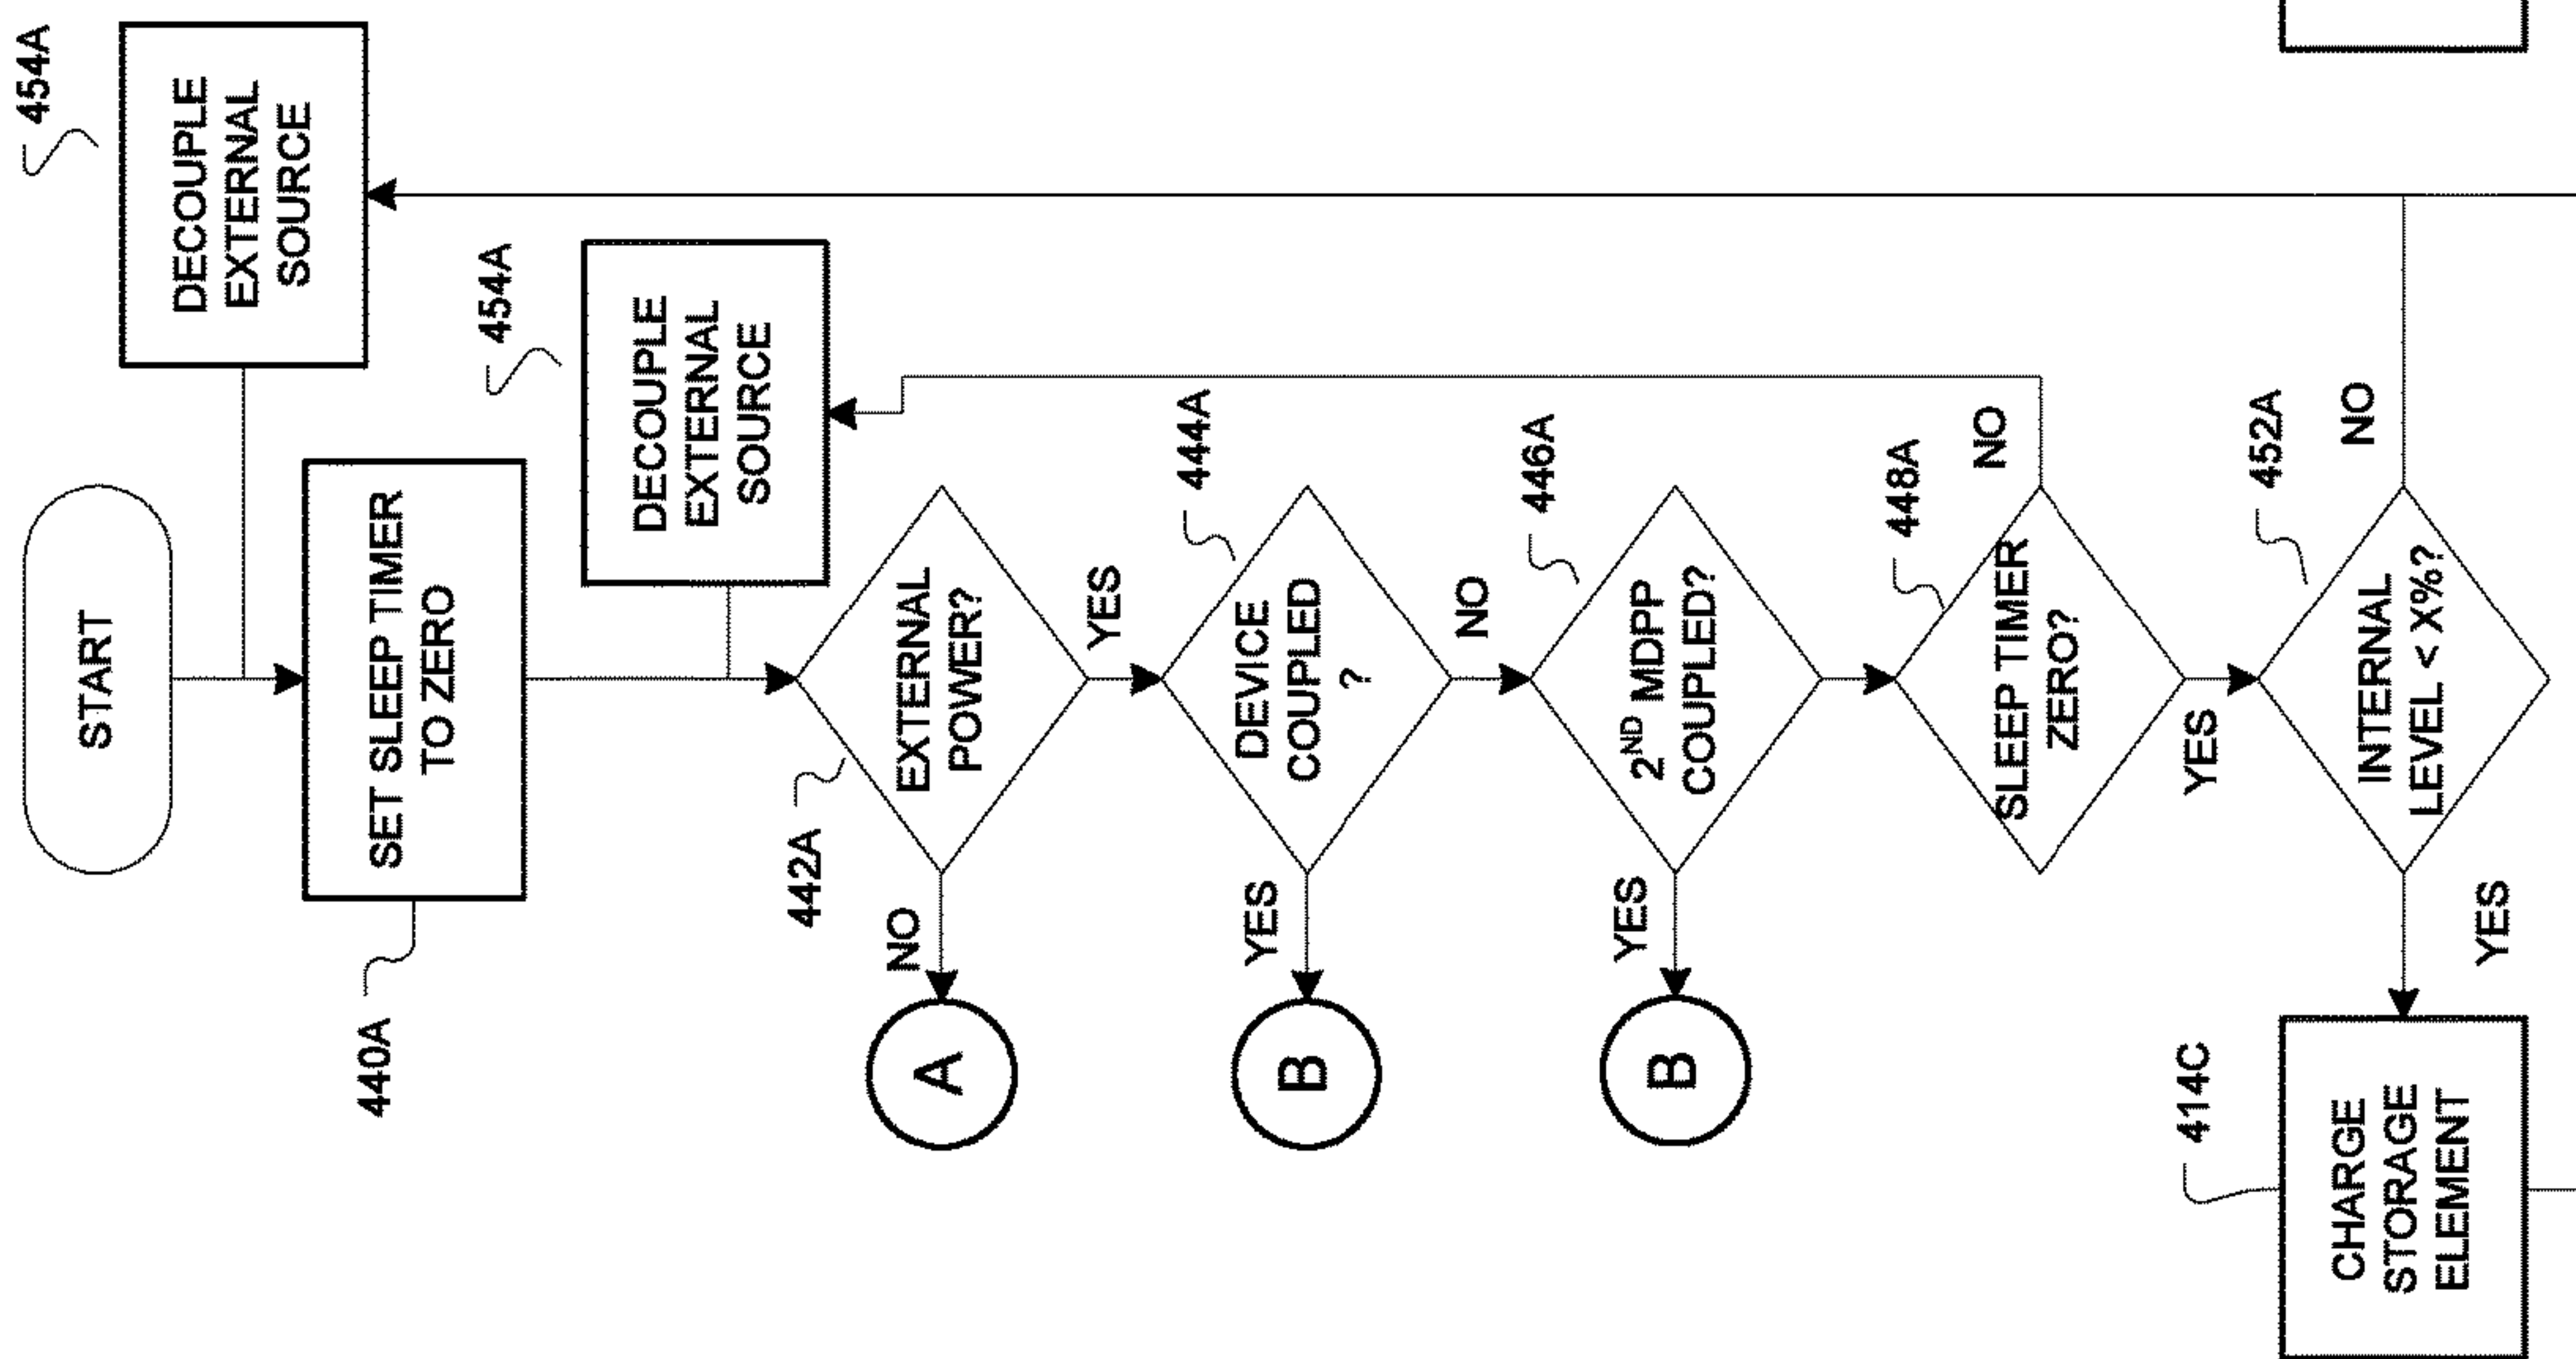 START
454A
DECOUPLE
EXTERNAL
SOURCE
SET SLEEP TIMER
TO ZERO
440A
454A
DECOUPLE
EXTERNAL
SOURCE
442A
EXTERNAL
POWER?
NO
A
YES
444A
DEVICE
COUPLED
?
YES
B
NO
446A
2ND MDPP
COUPLED?
YES
B
448A
SLEEP TIMER
ZERO?
NO
YES
452A
INTERNAL
LEVEL < X%?
NO
YES
414C
CHARGE
STORAGE
ELEMENT